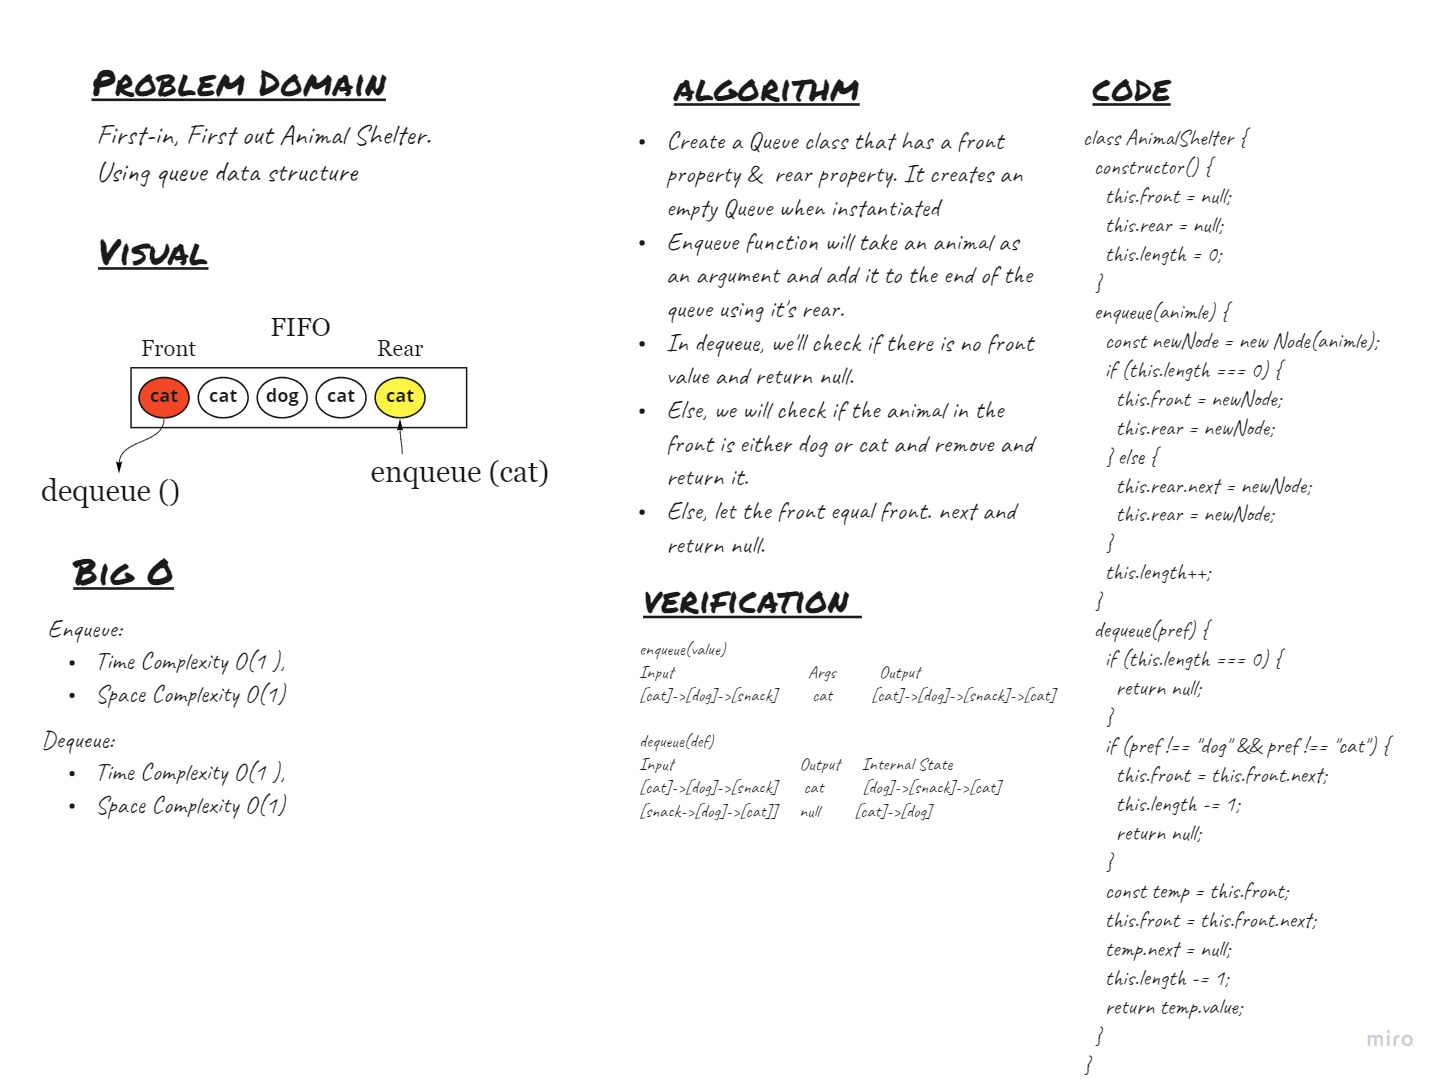 Problem Domain
First-in, First out Animal Shelter.
Using queue data structure
Visual
FIFO
Front
Rear
cat cat dog cat cat
dequeue ()
enqueue (cat)
Big O
Enqueue:
• Time Complexity O(1 ),
• Space Complexity O(1)
Dequeue:
• Time Complexity O(1 ),
• Space Complexity O(1)
ALGORITHM
• Create a Queue class that has a front
property & rear property. It creates an
empty Queue when instantiated
• Enqueue function will take an animal as
an argument and add it to the end of the
queue using it's rear.
• In dequeue, we'll check if there is no front
value and return null.
• Else, we will check if the animal in the
front is either dog or cat and remove and
return it.
• Else, let the front equal front. next and
return null.
VERIFICATION
enqueue(value)
Input Args Output
[cat]->[dog]->[snack] cat [cat]->[dog]->[snack]->[cat]
dequeue(def)
Input Output Internal State
[cat]->[dog]->[snack] cat [dog]->[snack]->[cat]
[snack->[dog]->[cat]] null [cat]->[dog]
CODE
class AnimalShelter {
constructor() {
this.front = null;
this.rear = null;
this.length = 0;
}
enqueue(animle) {
const newNode = new Node(animle);
if (this.length === 0) {
this.front = newNode;
this.rear = newNode;
} else {
this.rear.next = newNode;
this.rear = newNode;
}
this.length++;
}
dequeue(pref) {
if (this.length === 0) {
return null;
}
if (pref !== "dog" && pref !== "cat") {
this.front = this.front.next;
this.length -= 1;
return null;
}
const temp = this.front;
this.front = this.front.next;
temp.next = null;
this.length -= 1;
return temp.value;
}
}
miro